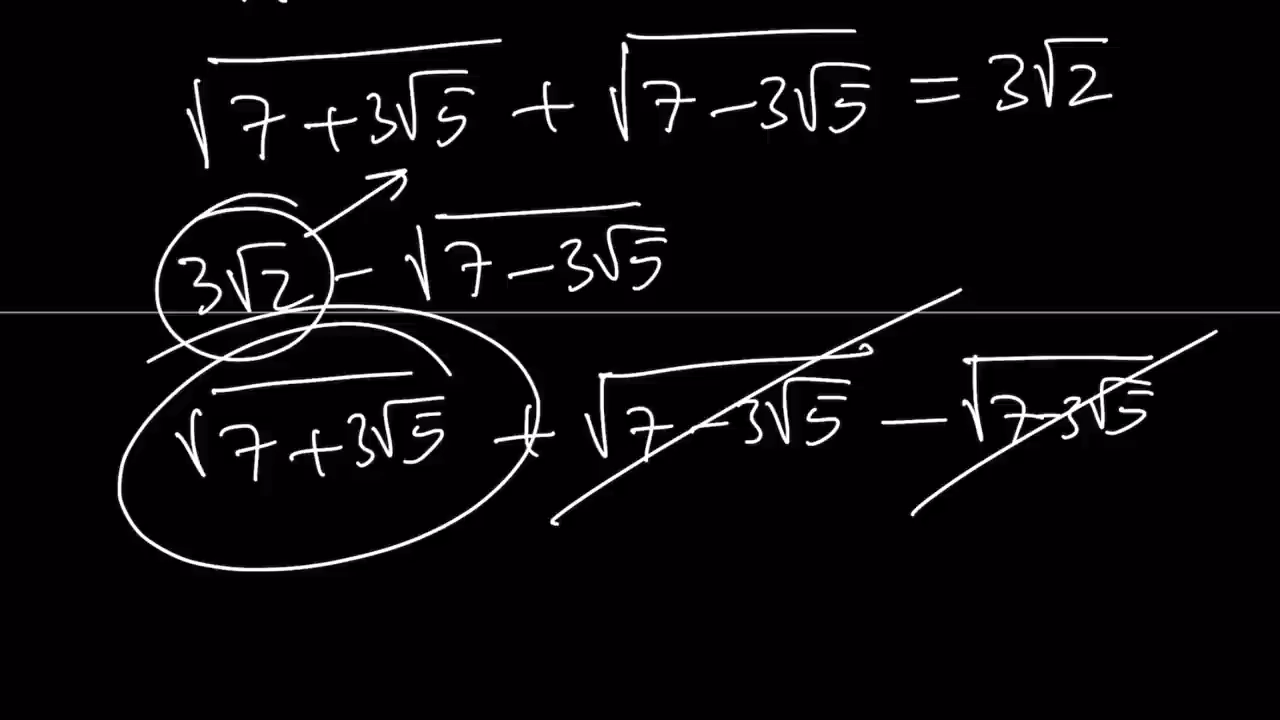 √(7+3√5) + √(7-3√5) = 3√2
3√2 - √(7-3√5)
√(7+3√5) + √(7-3√5) - √(7-3√5)